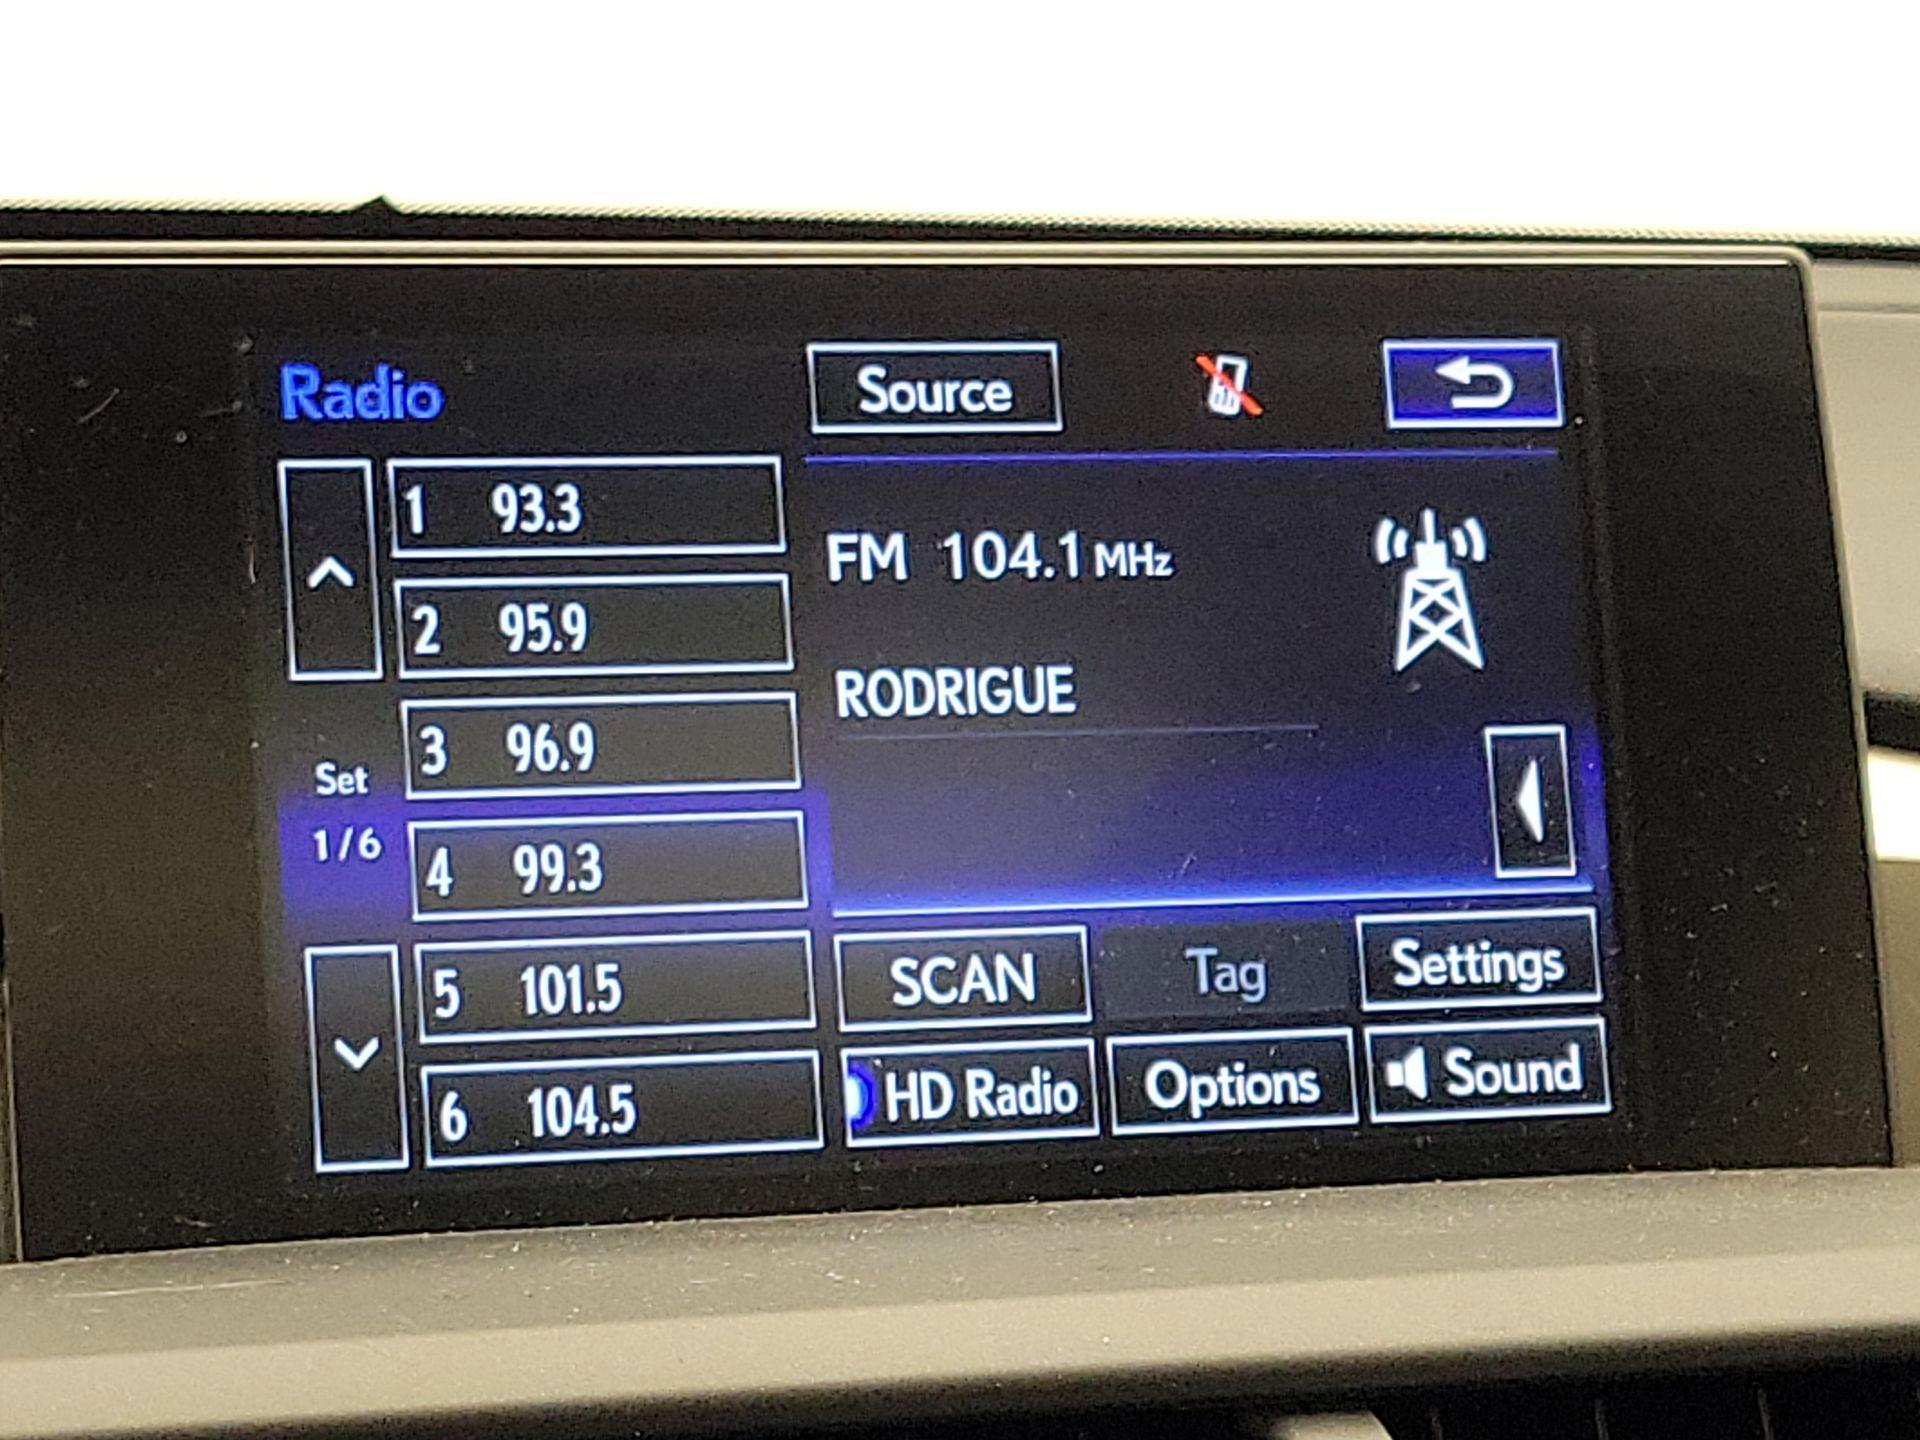 Radio
Source
1 93.3
2 95.9
3 96.9
4 99.3
5 101.5
6 104.5
Set
1/6
FM 104.1 MHz
RODRIGUE
SCAN
Tag
Settings
HD Radio
Options
Sound